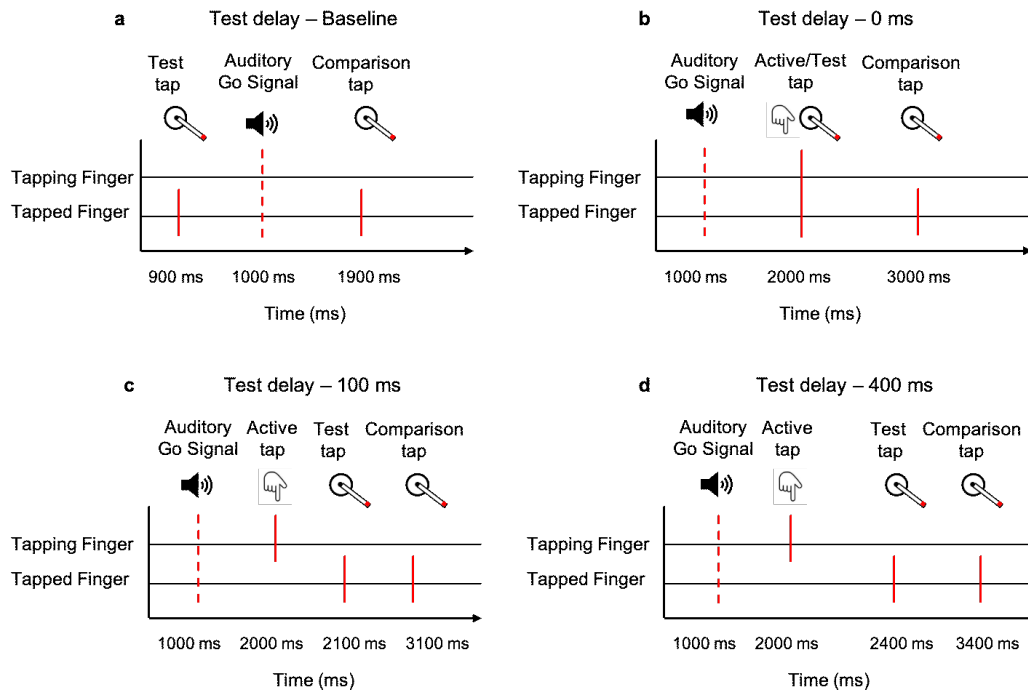 a Test delay – Baseline
Test tap
Auditory Go Signal
Comparison tap
Tapping Finger
Tapped Finger
900 ms 1000 ms 1900 ms
Time (ms)
b Test delay – 0 ms
Auditory Go Signal
Active/Test tap
Comparison tap
Tapping Finger
Tapped Finger
1000 ms 2000 ms 3000 ms
Time (ms)
c Test delay – 100 ms
Auditory Go Signal
Active tap
Test tap
Comparison tap
Tapping Finger
Tapped Finger
1000 ms 2000 ms 2100 ms 3100 ms
Time (ms)
d Test delay – 400 ms
Auditory Go Signal
Active tap
Test tap
Comparison tap
Tapping Finger
Tapped Finger
1000 ms 2000 ms 2400 ms 3400 ms
Time (ms)